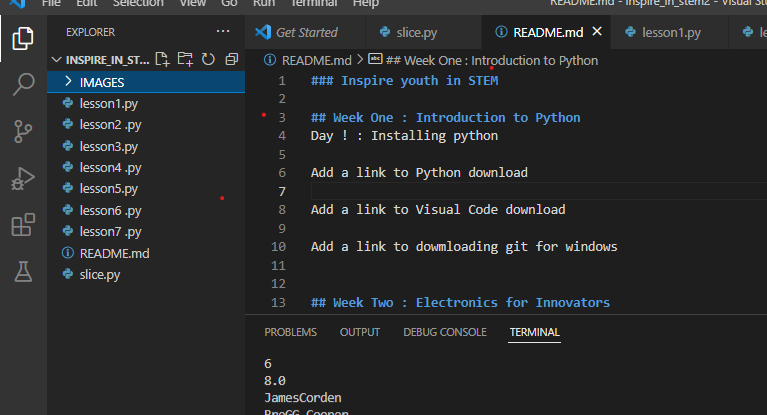 File Edit Selection View Go Run Terminal Help README.md - Inspire_in_stem2 - Visual Stu
EXPLORER ...
Get Started slice.py README.md lesson1.py le
INSPIRE_IN_ST...
README.md > ## Week One : Introduction to Python
IMAGES
lesson1.py
lesson2 .py
lesson3.py
lesson4 .py
lesson5.py
lesson6 .py
lesson7 .py
README.md
slice.py
1 ### Inspire youth in STEM
2
3 ## Week One : Introduction to Python
4 Day ! : Installing python
5
6 Add a link to Python download
7
8 Add a link to Visual Code download
9
10 Add a link to dowmloading git for windows
11
12
13 ## Week Two : Electronics for Innovators
PROBLEMS OUTPUT DEBUG CONSOLE TERMINAL
6
8.0
JamesCorden